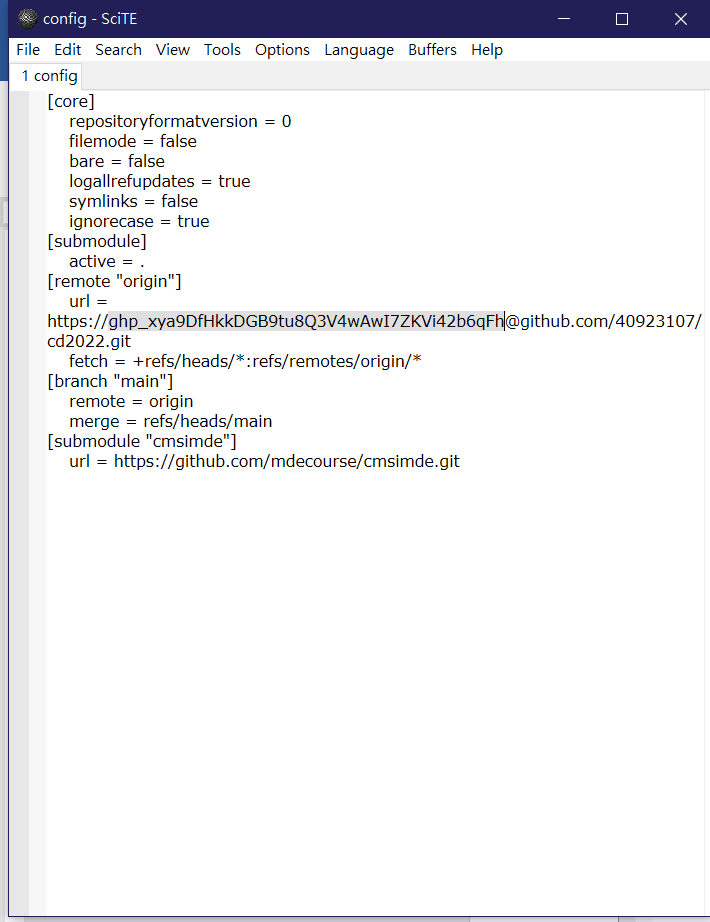 config - SciTE
File Edit Search View Tools Options Language Buffers Help
1 config
[core]
repositoryformatversion = 0
filemode = false
bare = false
logallrefupdates = true
symlinks = false
ignorecase = true
[submodule]
active = .
[remote "origin"]
url =
https://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@github.com/40923107/
cd2022.git
fetch = +refs/heads/*:refs/remotes/origin/*
[branch "main"]
remote = origin
merge = refs/heads/main
[submodule "cmsimde"]
url = https://github.com/mdecourse/cmsimde.git